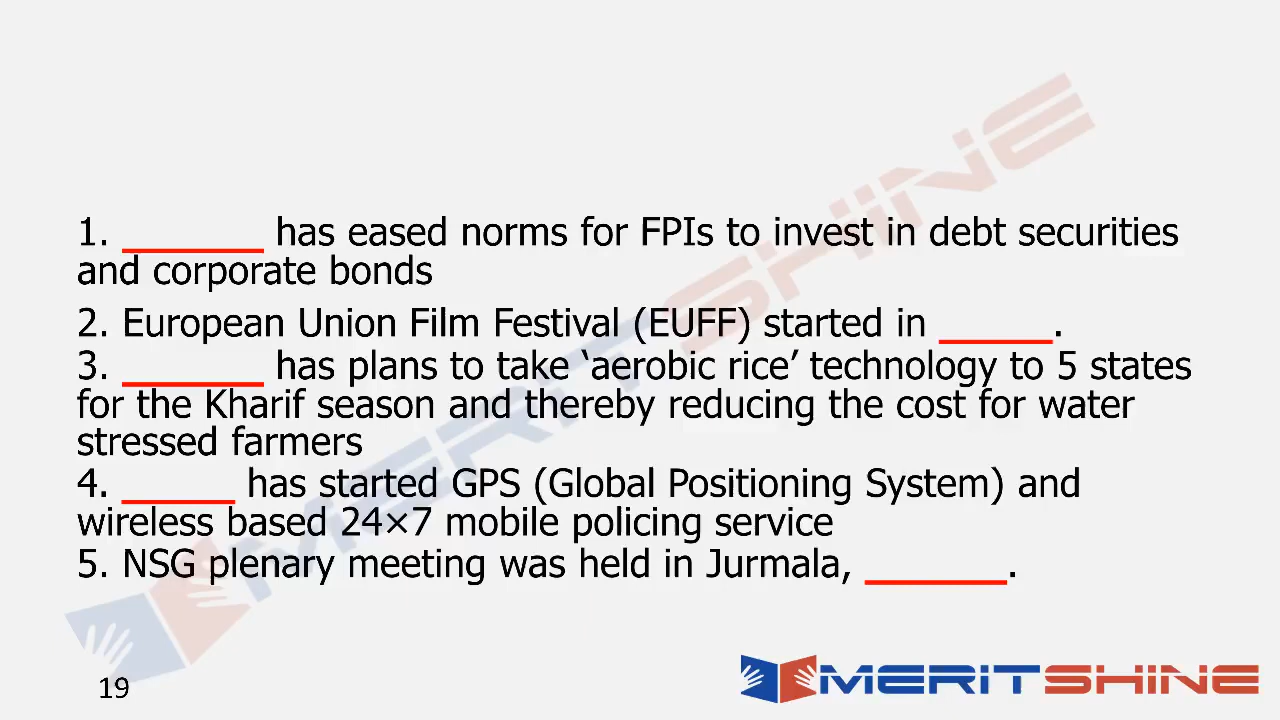 1. _______ has eased norms for FPIs to invest in debt securities
and corporate bonds
2. European Union Film Festival (EUFF) started in ______.
3. _______ has plans to take ‘aerobic rice’ technology to 5 states
for the Kharif season and thereby reducing the cost for water
stressed farmers
4. ______ has started GPS (Global Positioning System) and
wireless based 24×7 mobile policing service
5. NSG plenary meeting was held in Jurmala, _______.
19
MERITSHINE
MERITSHINE